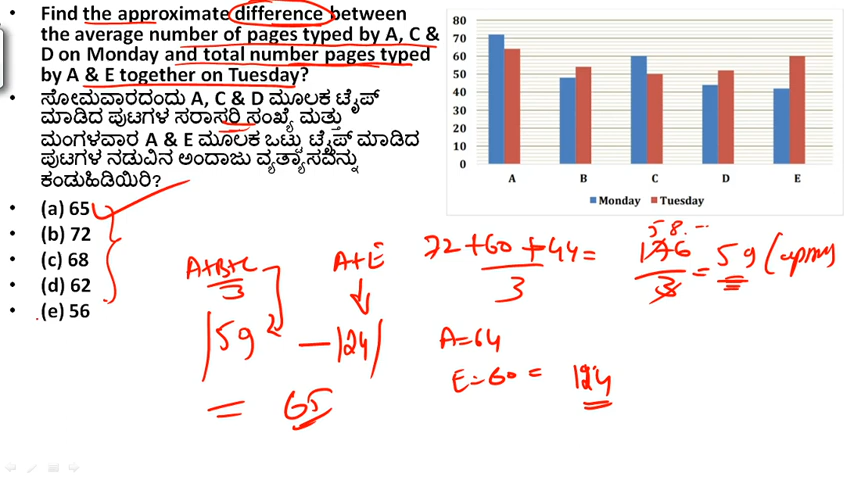 Find the approximate difference between
the average number of pages typed by A, C &
D on Monday and total number pages typed
by A & E together on Tuesday?
ಸೋಮವಾರದಂದು A, C & D ಮೂಲಕ ಟೈಪ್
ಮಾಡಿದ ಪುಟಗಳ ಸರಾಸರಿ ಸಂಖ್ಯೆ ಮತ್ತು
ಮಂಗಳವಾರ A & E ಮೂಲಕ ಒಟ್ಟು ಟೈಪ್ ಮಾಡಿದ
ಪುಟಗಳ ನಡುವಿನ ಅಂದಾಜು ವ್ಯತ್ಯಾಸವನ್ನು
ಕಂಡುಹಿಡಿಯಿರಿ?
(a) 65
(b) 72
(c) 68
(d) 62
(e) 56
80
70
60
50
40
30
20
10
0
A B C D E
Monday Tuesday
A+B+C
3
A+E
|59 - 124|
= 65
72 + 60 + 44 =
3
58.--
176
3
= 59
A=64
E=60 = 124